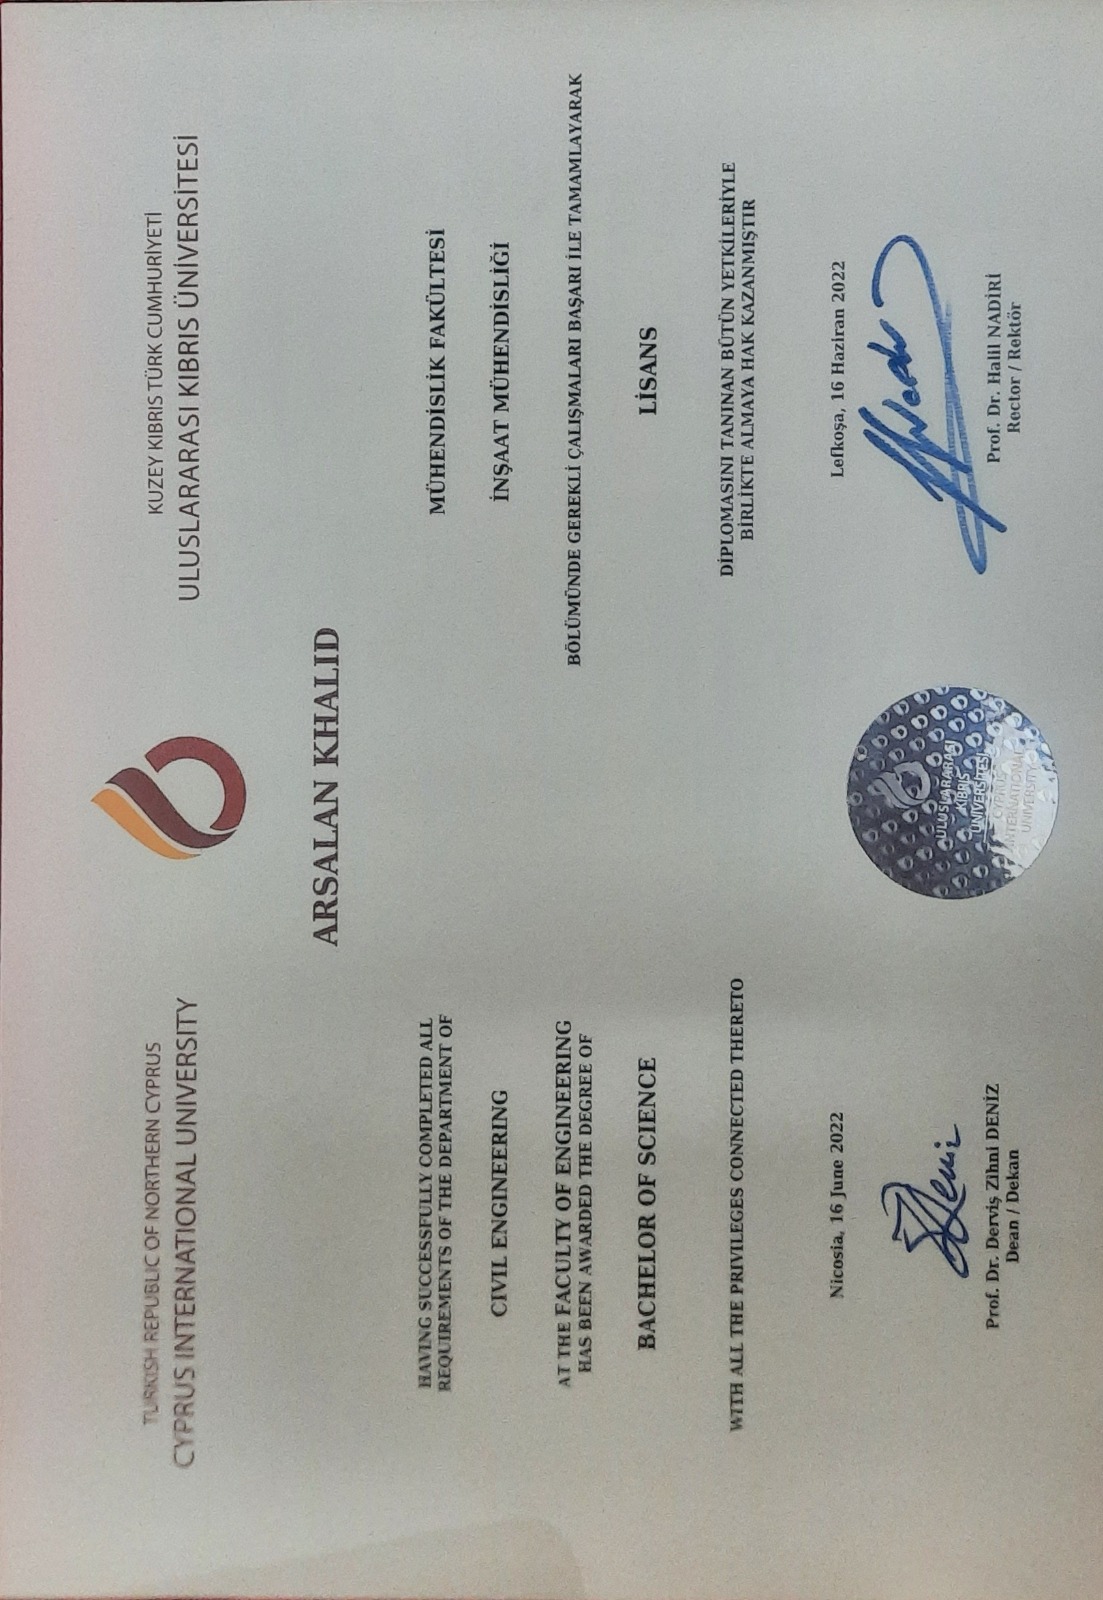 TURKISH REPUBLIC OF NORTHERN CYPRUS
CYPRUS INTERNATIONAL UNIVERSITY
KUZEY KIBRIS TÜRK CUMHURİYETİ
ULUSLARARASI KIBRIS ÜNİVERSİTESİ
ARSALAN KHALID
HAVING SUCCESSFULLY COMPLETED ALL
REQUIREMENTS OF THE DEPARTMENT OF
CIVIL ENGINEERING
AT THE FACULTY OF ENGINEERING
HAS BEEN AWARDED THE DEGREE OF
BACHELOR OF SCIENCE
WITH ALL THE PRIVILEGES CONNECTED THERETO
Nicosia, 16 June 2022
Prof. Dr. Derviş Zihni DENİZ
Dean / Dekan
MÜHENDİSLİK FAKÜLTESİ
İNŞAAT MÜHENDİSLİĞİ
BÖLÜMÜNDE GEREKLİ ÇALIŞMALARI BAŞARI İLE TAMAMLAYARAK
LİSANS
DİPLOMASINI TANINAN BÜTÜN YETKİLERİYLE
BİRLİKTE ALMAYA HAK KAZANMIŞTIR
Lefkoşa, 16 Haziran 2022
Prof. Dr. Halil NADİRİ
Rector / Rektör
ULUSLARARASI
KIBRIS
ÜNİVERSİTESİ
CYPRUS
INTERNATIONAL
UNIVERSITY